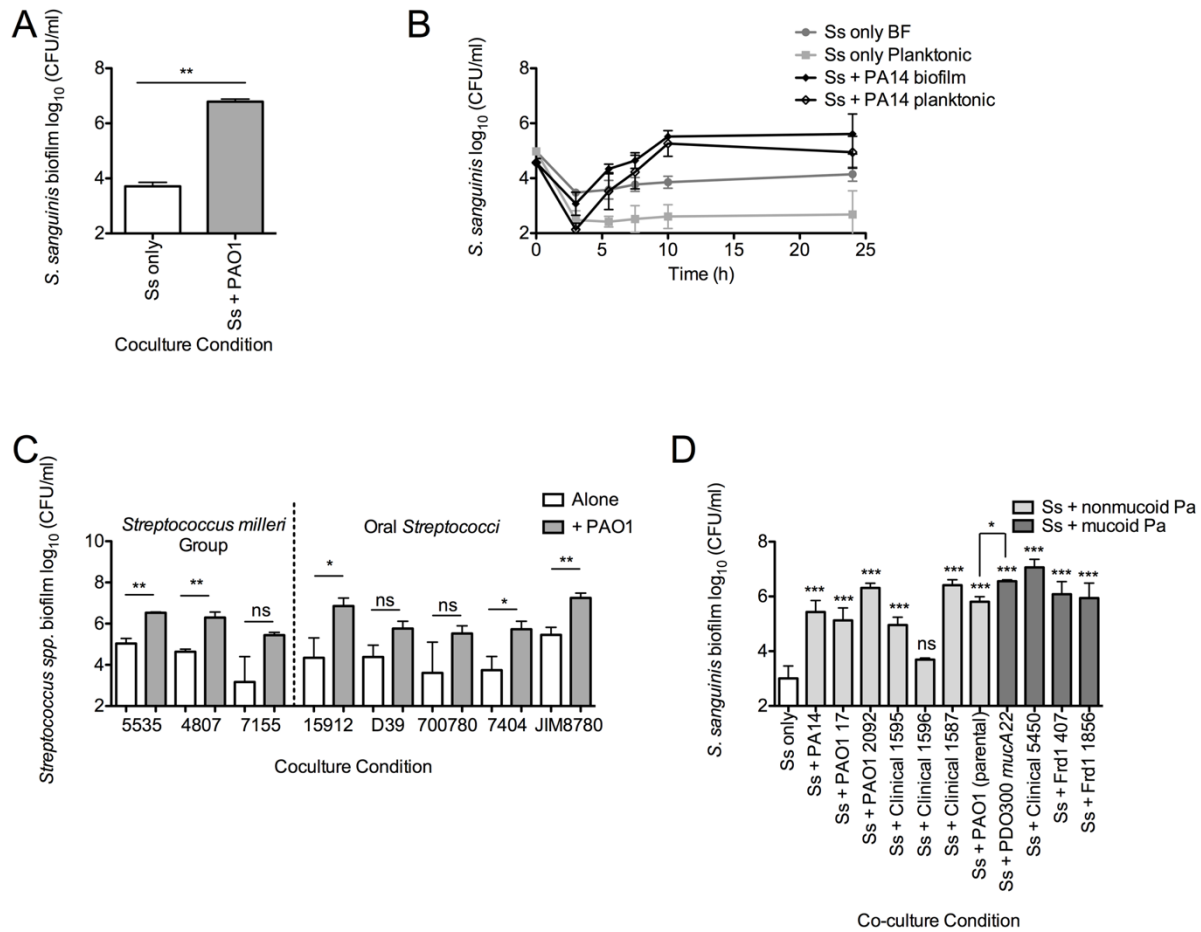 A
S. sanguinis biofilm log10 (CFU/ml)
8
6
4
2
**
Ss only
Ss + PAO1
Coculture Condition
B
Ss only BF
Ss only Planktonic
Ss + PA14 biofilm
Ss + PA14 planktonic
S. sanguinis log10 (CFU/ml)
8
6
4
2
0 5 10 15 20 25
Time (h)
C
Streptococcus spp. biofilm log10 (CFU/ml)
Alone
+ PAO1
Streptococcus milleri
Group
Oral Streptococci
10
8
6
4
2
** ** ns * ns ns * **
5535 4807 7155 15912 D39 700780 7404 JIM8780
Coculture Condition
D
S. sanguinis biofilm log10 (CFU/ml)
Ss + nonmucoid Pa
Ss + mucoid Pa
8
6
4
2
*
*** *** *** *** ns *** *** *** *** *** ***
Ss only
Ss + PA14
Ss + PAO1 17
Ss + PAO1 2092
Ss + Clinical 1595
Ss + Clinical 1596
Ss + Clinical 1587
Ss + PAO1 (parental)
Ss + PDO300 mucA22
Ss + Clinical 5450
Ss + Frd1 407
Ss + Frd1 1856
Co-culture Condition